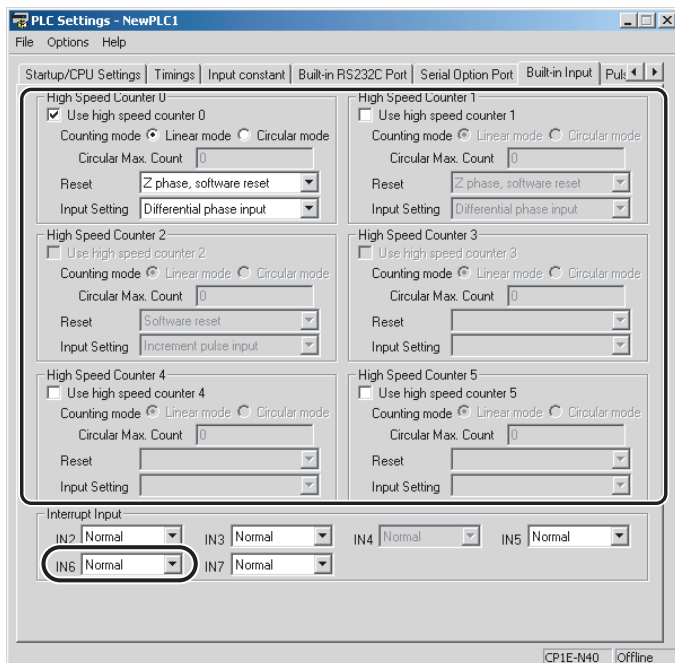 PLC Settings - NewPLC1
File Options Help
Startup/CPU Settings Timings Input constant Built-in RS232C Port Serial Option Port Built-in Input
High Speed Counter 0 High Speed Counter 1
Use high speed counter 0 Use high speed counter 1
Counting mode Linear mode Circular mode Counting mode Linear mode Circular mode
Circular Max. Count 0 Circular Max. Count 0
Reset Z phase, software reset Reset Z phase, software reset
Input Setting Differential phase input Input Setting Differential phase input
High Speed Counter 2 High Speed Counter 3
Use high speed counter 2 Use high speed counter 3
Counting mode Linear mode Circular mode Counting mode Linear mode Circular mode
Circular Max. Count 0 Circular Max. Count 0
Reset Software reset Reset
Input Setting Increment pulse input Input Setting
High Speed Counter 4 High Speed Counter 5
Use high speed counter 4 Use high speed counter 5
Counting mode Linear mode Circular mode Counting mode Linear mode Circular mode
Circular Max. Count 0 Circular Max. Count 0
Reset Reset
Input Setting Input Setting
Interrupt Input
IN2 Normal IN3 Normal IN4 Normal IN5 Normal
IN6 Normal IN7 Normal
CP1E-N40 Offline